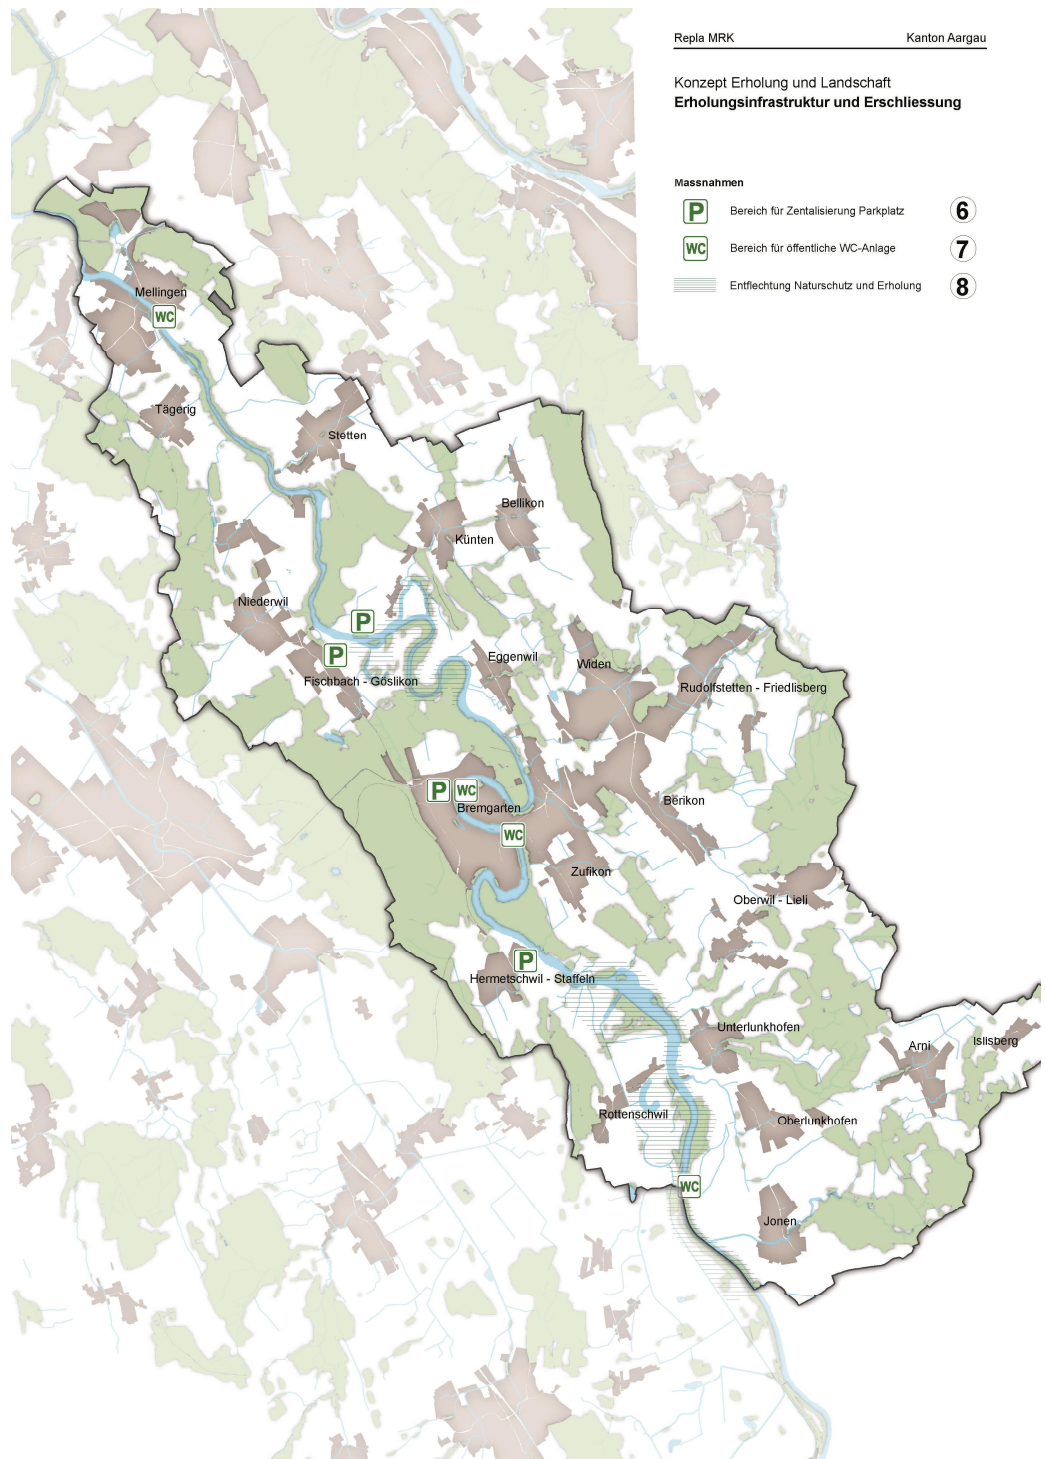 Repla MRK
Kanton Aargau
Konzept Erholung und Landschaft
Erholungsinfrastruktur und Erschliessung
Massnahmen
P Bereich für Zentalisierung Parkplatz 6
WC Bereich für öffentliche WC-Anlage 7
Entflechtung Naturschutz und Erholung 8
Mellingen
WC
Tägerig
Stetten
Bellikon
Künten
Niederwil
P
P
Eggenwil
Widen
Fischbach - Göslikon
Rudolfstetten - Friedlisberg
P WC
Bremgarten
Berikon
WC
Zufikon
Oberwil - Lieli
P
Hermetschwil - Staffeln
Unterlunkhofen
Arni
Islisberg
Rottenschwil
Oberlunkhofen
WC
Jonen